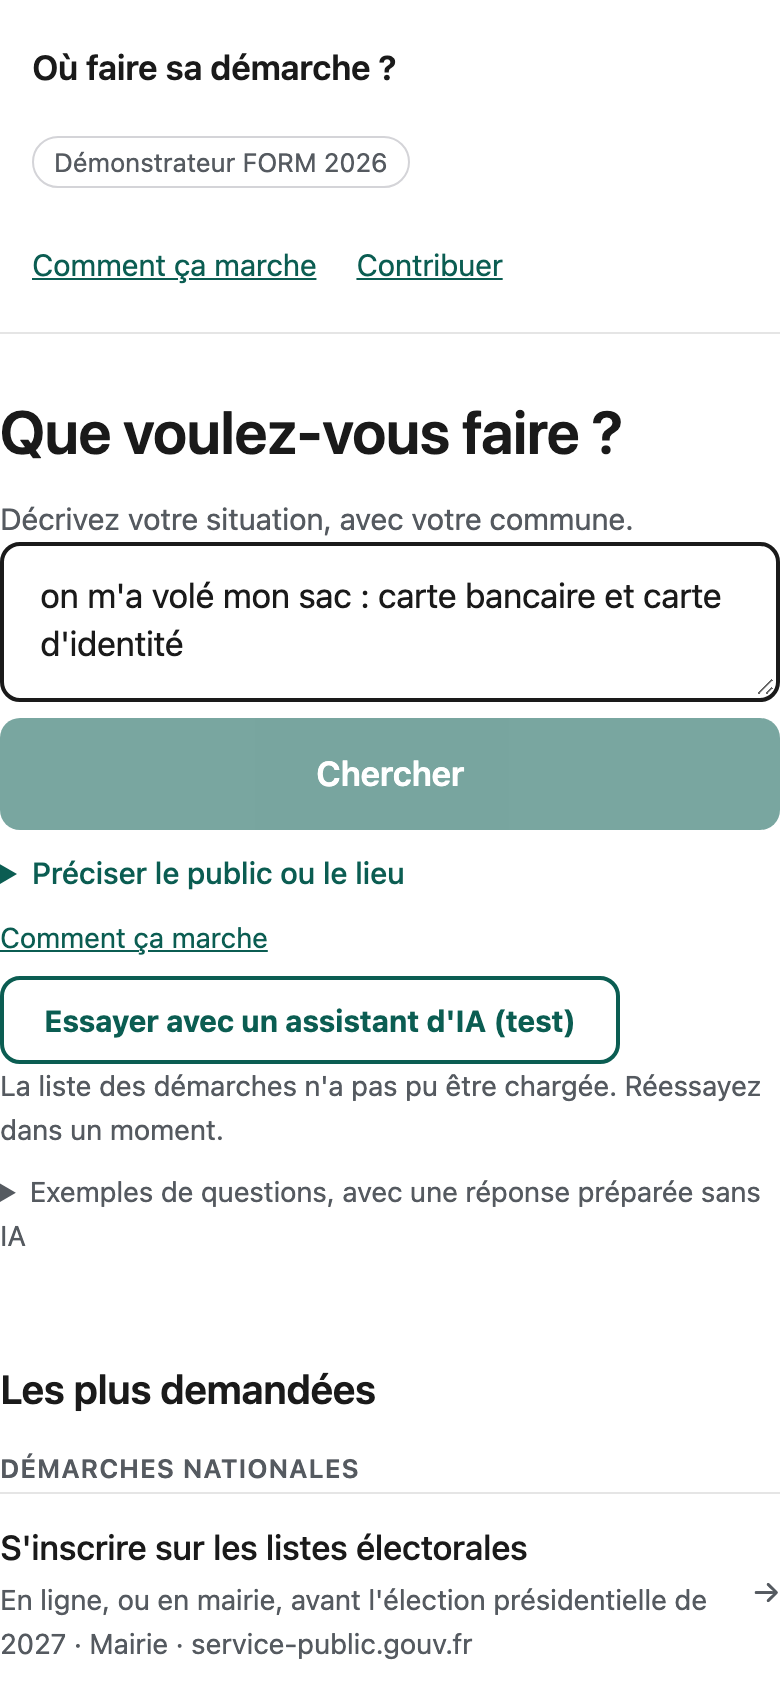 Où faire sa démarche ?
Démonstrateur FORM 2026
Comment ça marche Contribuer
Que voulez-vous faire ?
Décrivez votre situation, avec votre commune.
on m'a volé mon sac : carte bancaire et carte
d'identité
Chercher
Préciser le public ou le lieu
Comment ça marche
Essayer avec un assistant d'IA (test)
La liste des démarches n'a pas pu être chargée. Réessayez
dans un moment.
Exemples de questions, avec une réponse préparée sans
IA
Les plus demandées
DÉMARCHES NATIONALES
S'inscrire sur les listes électorales
En ligne, ou en mairie, avant l'élection présidentielle de
2027 · Mairie · service-public.gouv.fr